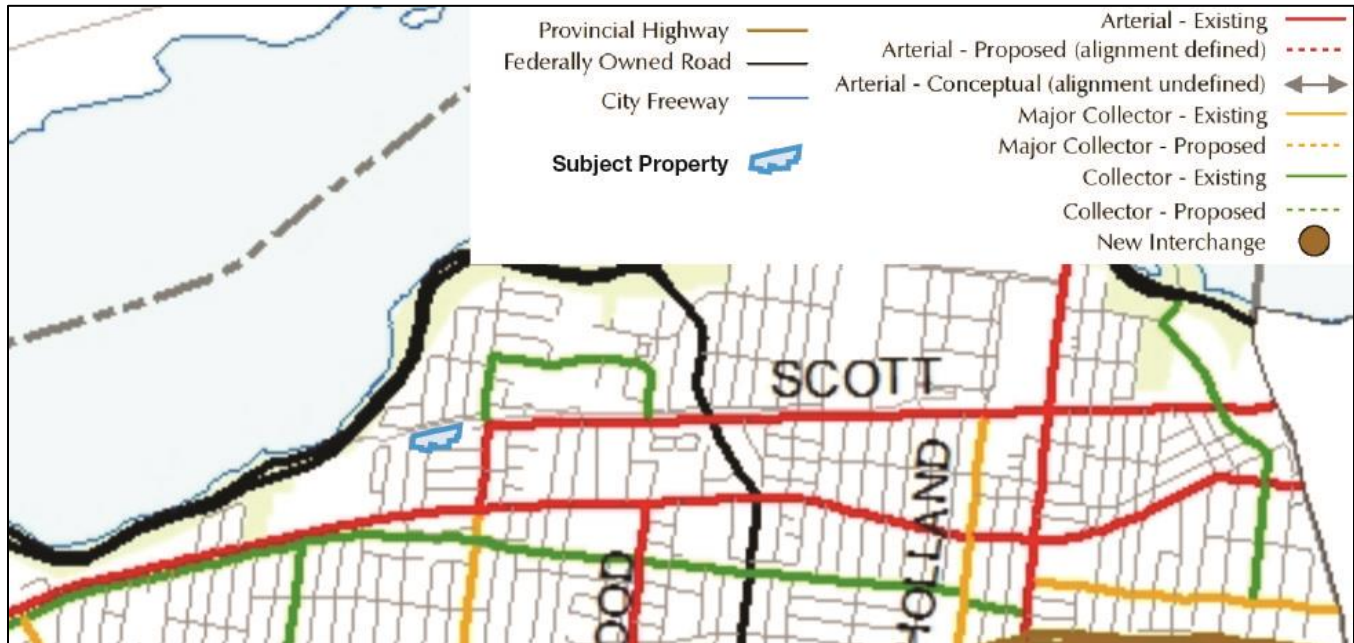 Provincial Highway
Federally Owned Road
City Freeway
Subject Property
Arterial - Existing
Arterial - Proposed (alignment defined)
Arterial - Conceptual (alignment undefined)
Major Collector - Existing
Major Collector - Proposed
Collector - Existing
Collector - Proposed
New Interchange
SCOTT
HOLLAND
OOD